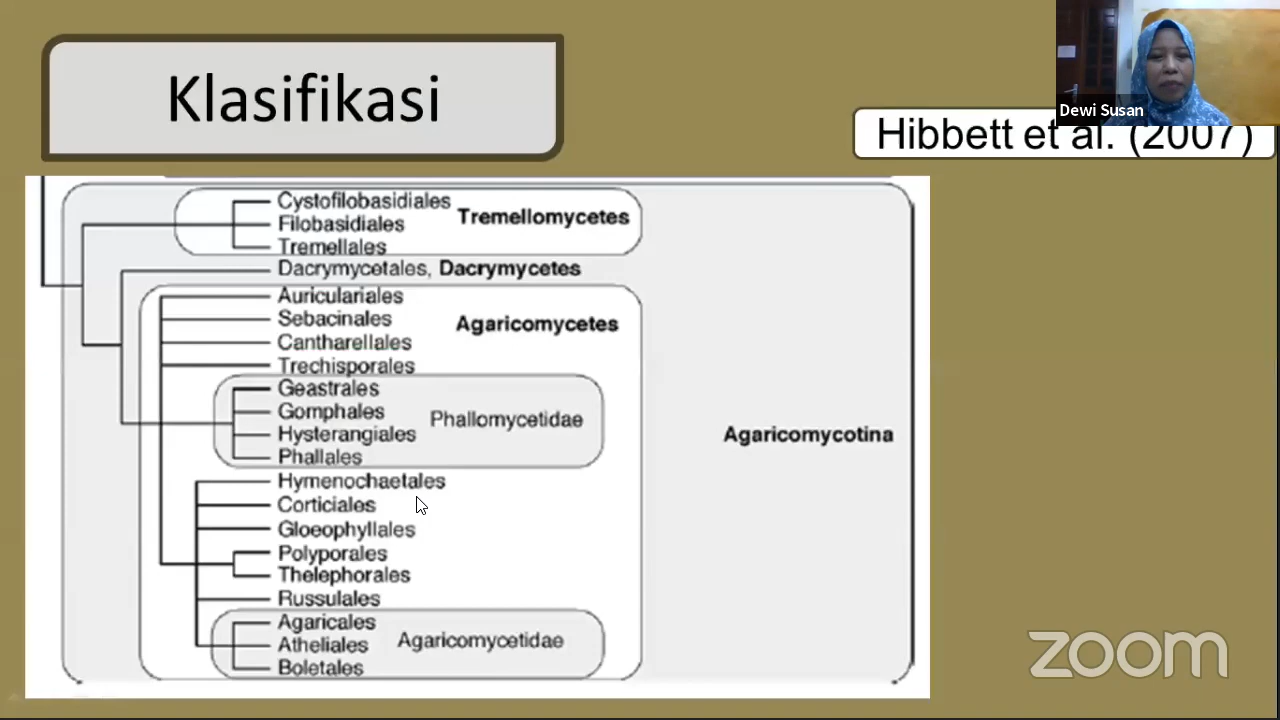 Klasifikasi
Dewi Susan
Hibbett et al. (2007)
Cystofilobasidiales
Filobasidiales
Tremellales
Tremellomycetes
Dacrymycetales, Dacrymycetes
Auriculariales
Sebacinales
Cantharellales
Trechisporales
Agaricomycetes
Geastrales
Gomphales
Hysterangiales
Phallales
Phallomycetidae
Hymenochaetales
Corticiales
Gloeophyllales
Polyporales
Thelephorales
Russulales
Agaricales
Atheliales
Boletales
Agaricomycetidae
Agaricomycotina
zoom